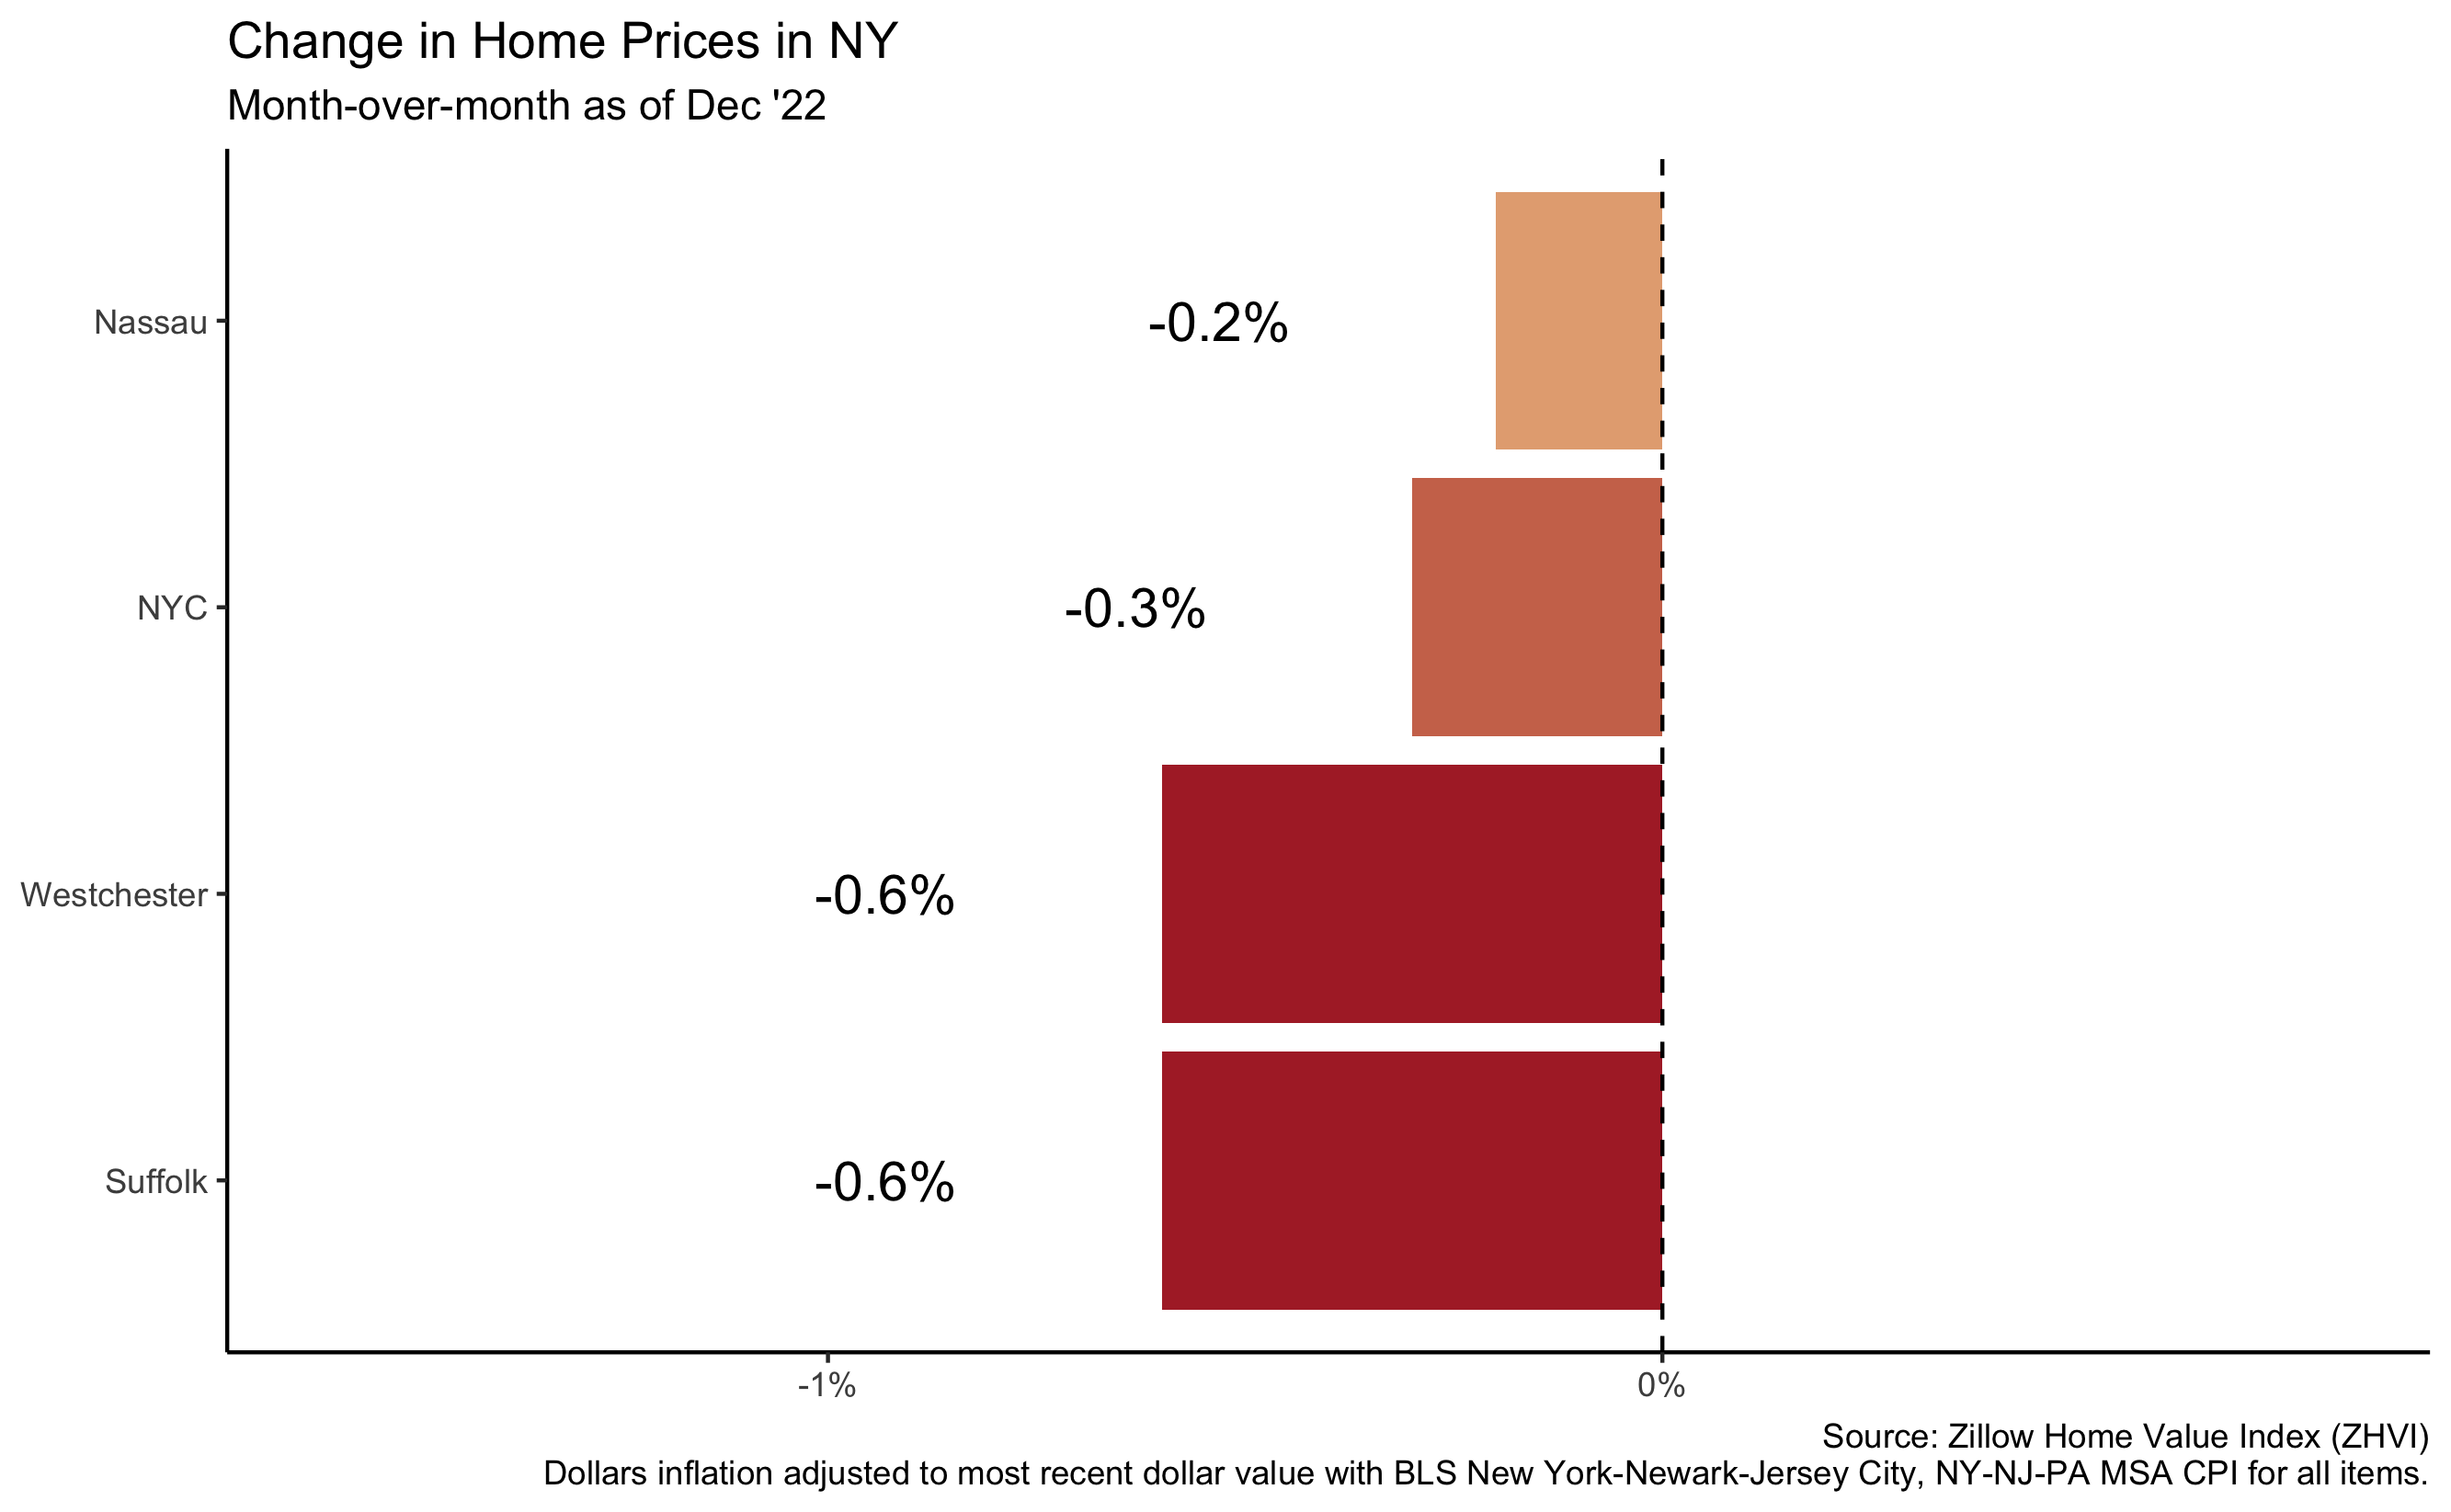 Change in Home Prices in NY
Month-over-month as of Dec '22
Nassau
-0.2%
NYC
-0.3%
Westchester
-0.6%
Suffolk
-0.6%
-1%
0%
Source: Zillow Home Value Index (ZHVI)
Dollars inflation adjusted to most recent dollar value with BLS New York-Newark-Jersey City, NY-NJ-PA MSA CPI for all items.